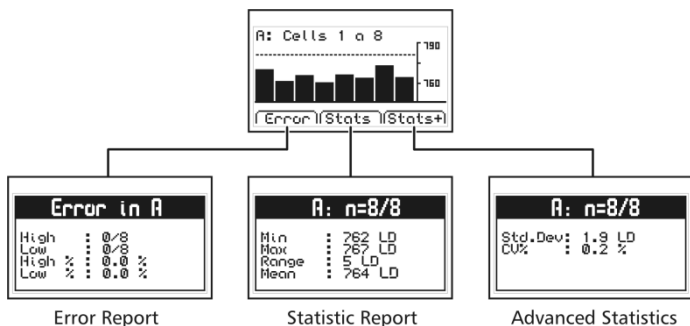 A: Cells 1 a 8
790
760
Error Stats Stats+
Error in A
High : 0/8
Low : 0/8
High % : 0.0 %
Low % : 0.0 %
A: n=8/8
Min : 762 LD
Max : 767 LD
Range : 5 LD
Mean : 764 LD
A: n=8/8
Std.Dev: 1.9 LD
CV% : 0.2 %
Error Report
Statistic Report
Advanced Statistics